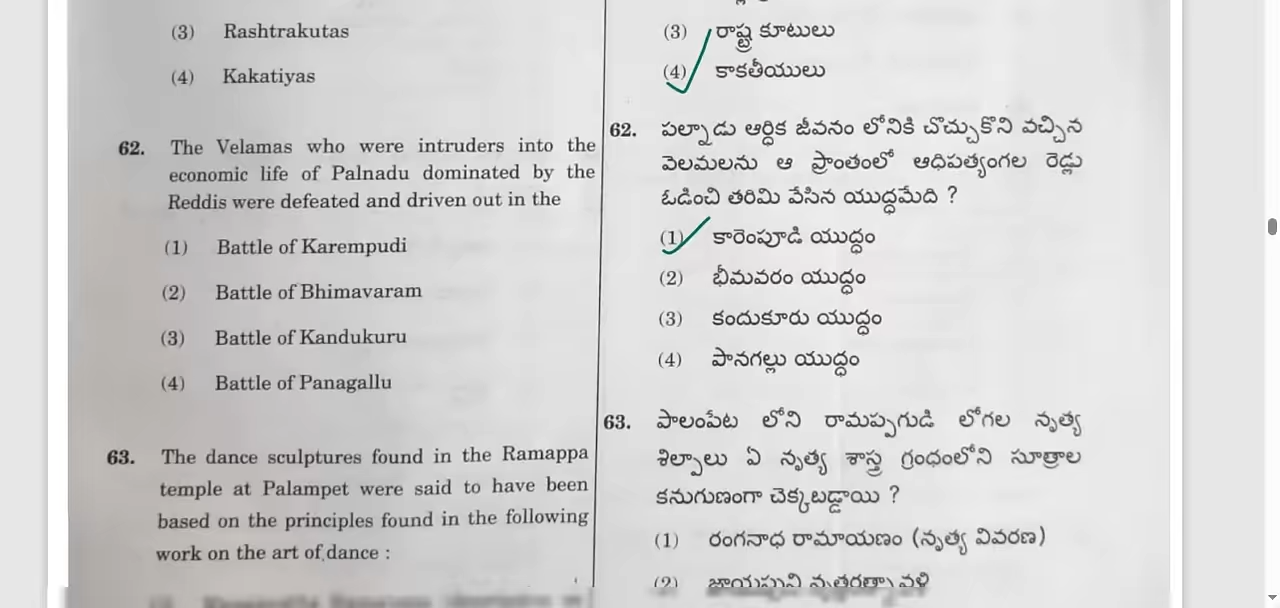 (3) Rashtrakutas
(4) Kakatiyas
62. The Velamas who were intruders into the
economic life of Palnadu dominated by the
Reddis were defeated and driven out in the
(1) Battle of Karempudi
(2) Battle of Bhimavaram
(3) Battle of Kandukuru
(4) Battle of Panagallu
63. The dance sculptures found in the Ramappa
temple at Palampet were said to have been
based on the principles found in the following
work on the art of dance :
(3) రాష్ట్ర కూటులు
(4) కాకతీయులు
62. పల్నాడు ఆర్థిక జీవనం లోనికి చొచ్చుకొని వచ్చిన
వెలమలను ఆ ప్రాంతంలో ఆధిపత్యంగల రెడ్లు
ఓడించి తరిమి వేసిన యుద్ధమేది ?
(1) కారెంపూడి యుద్ధం
(2) భీమవరం యుద్ధం
(3) కందుకూరు యుద్ధం
(4) పానగల్లు యుద్ధం
63. పాలంపేట లోని రామప్పగుడి లోగల నృత్య
శిల్పాలు ఏ నృత్య శాస్త్ర గ్రంథంలోని సూత్రాల
కనుగుణంగా చెక్కబడ్డాయి ?
(1) రంగనాధ రామాయణం (నృత్య వివరణ)
(2) జాయపుని నృత్తరత్నావళి